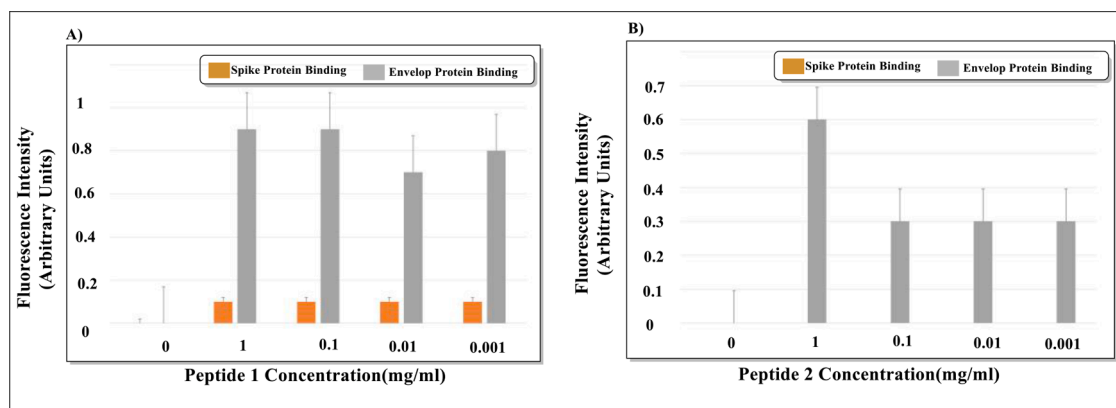 A)
Spike Protein Binding Envelop Protein Binding
Fluorescence Intensity
(Arbitrary Units)
1
0.8
0.6
0.4
0.2
0
0 1 0.1 0.01 0.001
Peptide 1 Concentration(mg/ml)
B)
Spike Protein Binding Envelop Protein Binding
Fluorescence Intensity
(Arbitrary Units)
0.7
0.6
0.5
0.4
0.3
0.1
0
0 1 0.1 0.01 0.001
Peptide 2 Concentration(mg/ml)